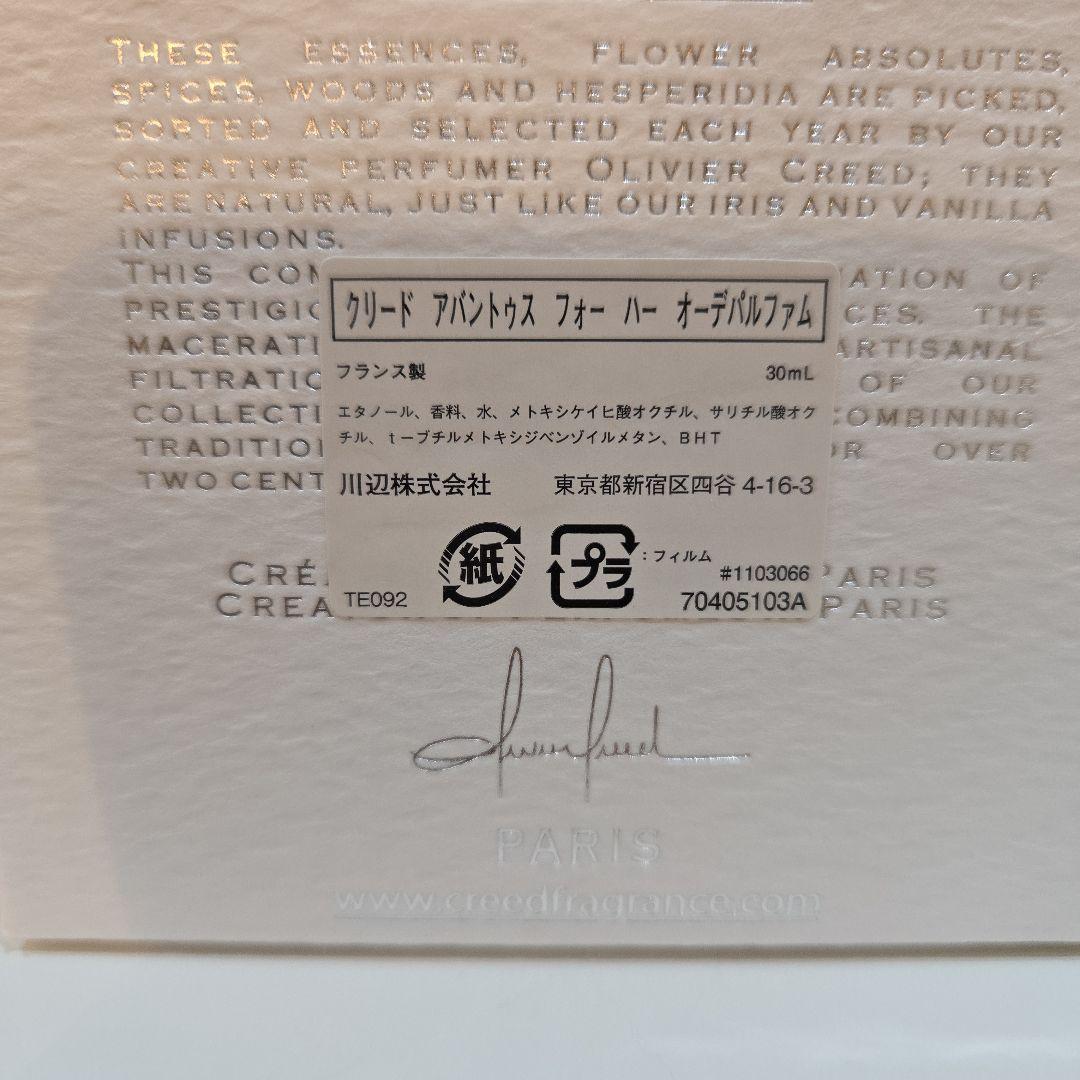 THESE ESSENCES, FLOWER ABSOLUTES,
SPICES, WOODS AND HESPERIDIA ARE PICKED,
SORTED AND SELECTED EACH YEAR BY OUR
CREATIVE PERFUMER OLIVIER CREED; THEY
ARE NATURAL, JUST LIKE OUR IRIS AND VANILLA
INFUSIONS.
THIS COM ATION OF
PRESTIGIO CES. THE
MACERATI ARTISANAL
FILTRATIO OF OUR
COLLECTI COMBINING
TRADITION OR OVER
TWO CENT
クリード アバントゥス フォー ハー オーデパルファム
フランス製 30mL
エタノール、香料、水、メトキシケイヒ酸オクチル、サリチル酸オク
チル、t-ブチルメトキシジベンゾイルメタン、BHT
川辺株式会社 東京都新宿区四谷 4-16-3
紙 プラ :フィルム
#1103066
TE092 70405103A
CRÉA PARIS
CREA PARIS
Olivier Creed
PARIS
www.creedfragrance.com